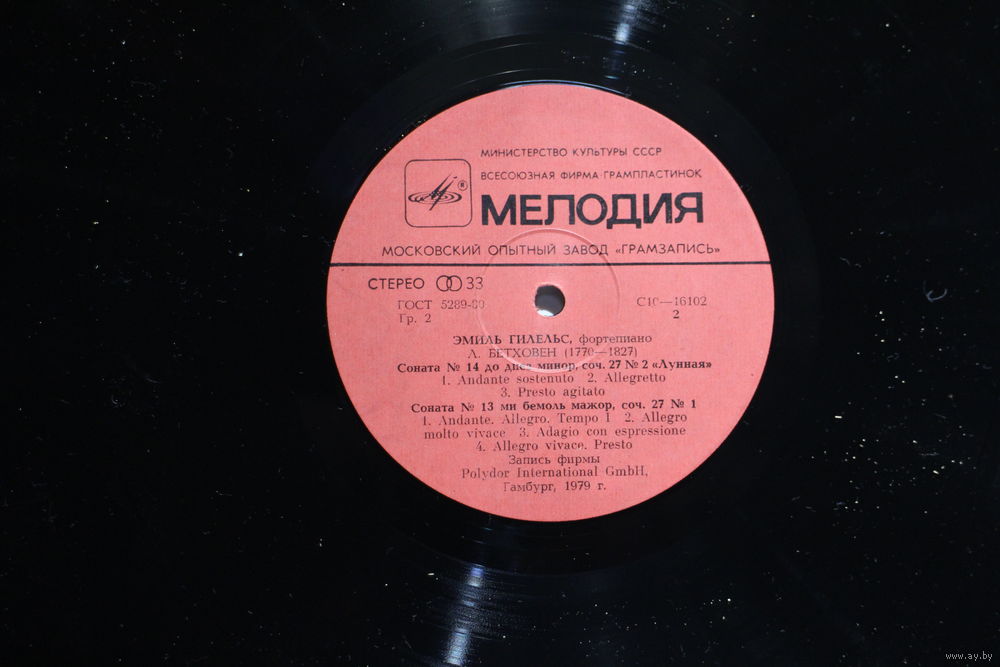 МИНИСТЕРСТВО КУЛЬТУРЫ СССР
ВСЕСОЮЗНАЯ ФИРМА ГРАМПЛАСТИНОК
®
МЕЛОДИЯ
МОСКОВСКИЙ ОПЫТНЫЙ ЗАВОД «ГРАМЗАПИСЬ»
СТЕРЕО 33
ГОСТ 5289-80
Гр. 2
С10—16102
2
ЭМИЛЬ ГИЛЕЛЬС, фортепиано
Л. БЕТХОВЕН (1770—1827)
Соната № 14 до диез минор, соч. 27 № 2 «Лунная»
1. Andante sostenuto 2. Allegretto
3. Presto agitato
Соната № 13 ми бемоль мажор, соч. 27 № 1
1. Andante. Allegro. Tempo I 2. Allegro
molto vivace 3. Adagio con espressione
4. Allegro vivace. Presto
Запись фирмы
Polydor International GmbH,
Гамбург, 1979 г.
www.ay.by